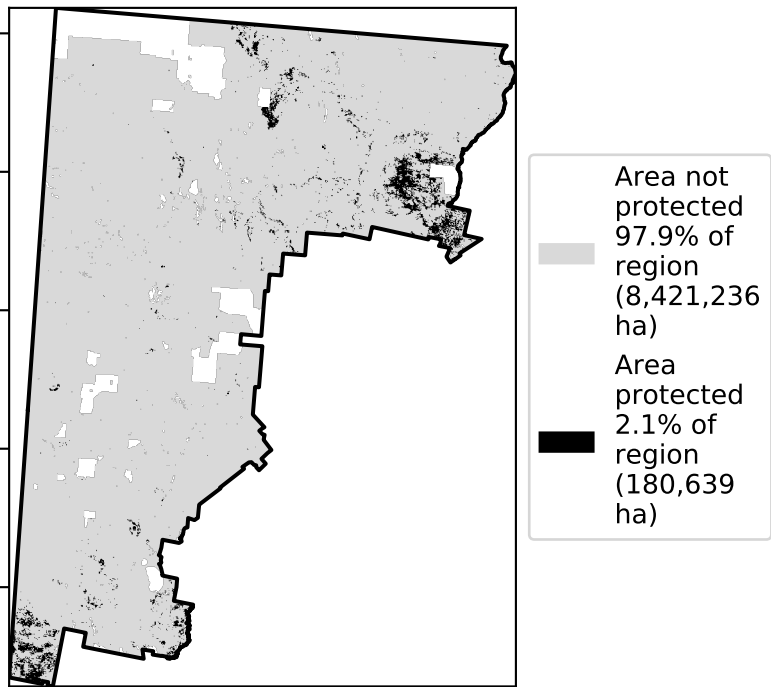 Area not
protected
97.9% of
region
(8,421,236
ha)
Area
protected
2.1% of
region
(180,639
ha)